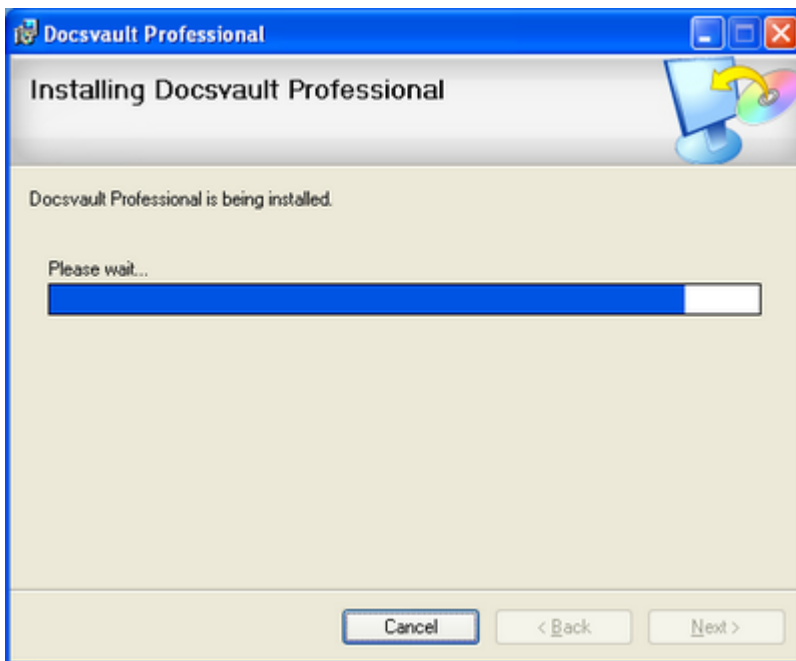 Docsvault Professional
Installing Docsvault Professional
Docsvault Professional is being installed.
Please wait...
Cancel
< Back
Next >